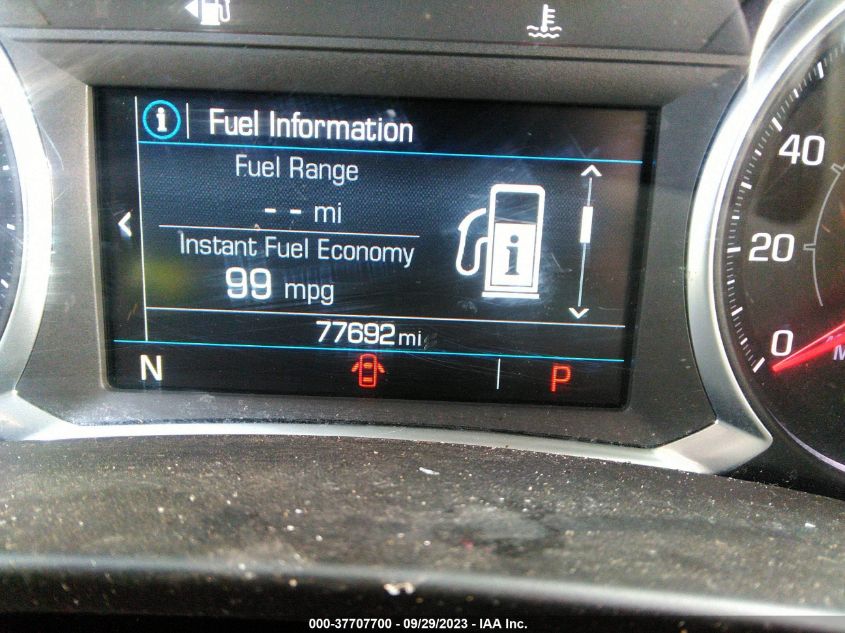 i Fuel Information
Fuel Range
-- mi
Instant Fuel Economy
99 mpg
i
77692 mi
N
P
40
20
0
000-37707700 - 09/29/2023 - IAA Inc.